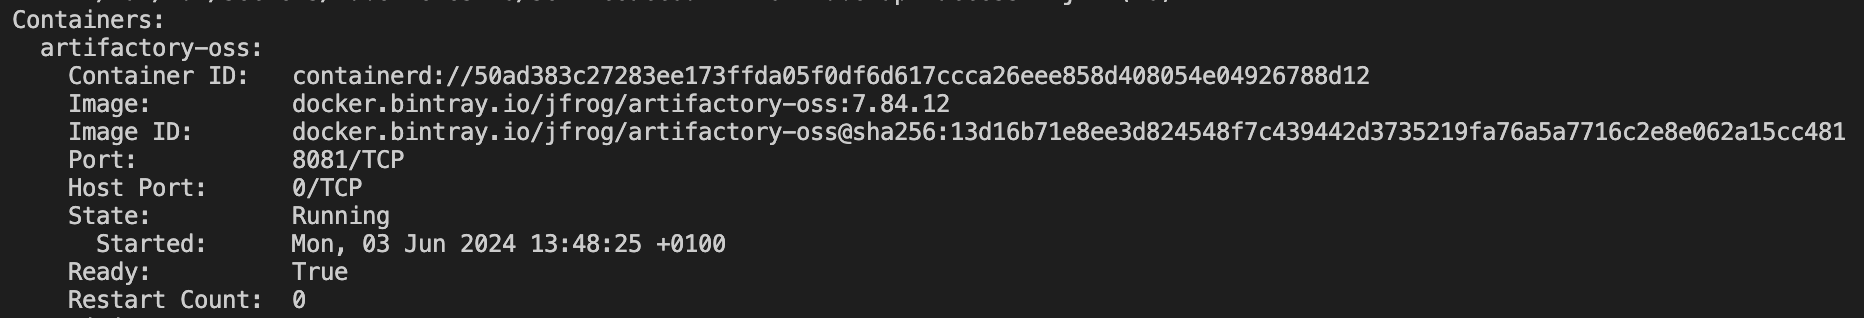 Containers:
artifactory-oss:
Container ID: containerd://50ad383c27283ee173ffda05f0df6d617ccca26eee858d408054e04926788d12
Image: docker.bintray.io/jfrog/artifactory-oss:7.84.12
Image ID: docker.bintray.io/jfrog/artifactory-oss@sha256:13d16b71e8ee3d824548f7c439442d3735219fa76a5a7716c2e8e062a15cc481
Port: 8081/TCP
Host Port: 0/TCP
State: Running
Started: Mon, 03 Jun 2024 13:48:25 +0100
Ready: True
Restart Count: 0